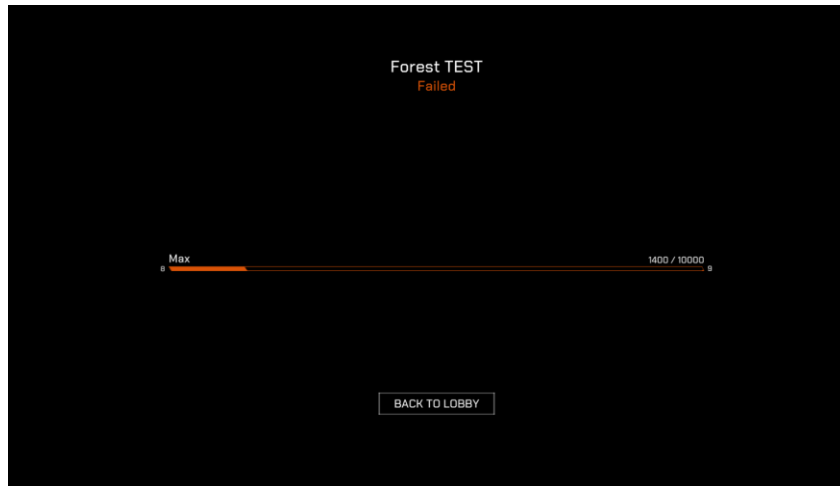 Forest TEST
Failed
Max 1400 / 10000
8 9
BACK TO LOBBY